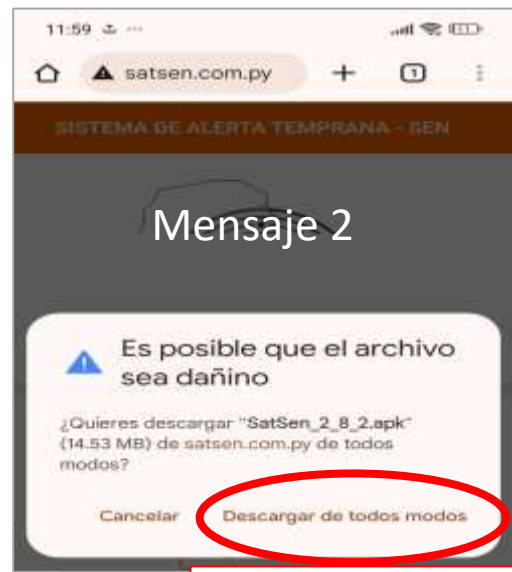 11:59
satsen.com.py
1
SISTEMA DE ALERTA TEMPRANA - SEN
Mensaje 2
Es posible que el archivo
sea dañino
¿Quieres descargar "SatSen_2_8_2.apk"
(14.53 MB) de satsen.com.py de todos
modos?
Cancelar Descargar de todos modos